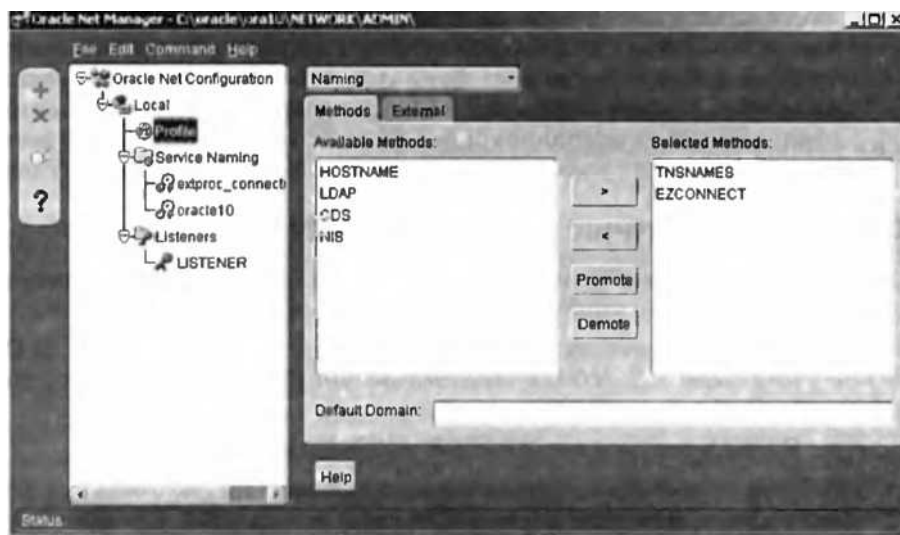 Oracle Net Manager - C:\oracle\ora10\NETWORK\ADMIN\
File Edit Command Help
Oracle Net Configuration
Local
Profile
Service Naming
extproc_connecti
oracle10
Listeners
LISTENER
?
Naming
Methods External
Available Methods:
HOSTNAME
LDAP
CDS
NIS
>
<
Promote
Demote
Selected Methods:
TNSNAMES
EZCONNECT
Default Domain:
Help
Status: